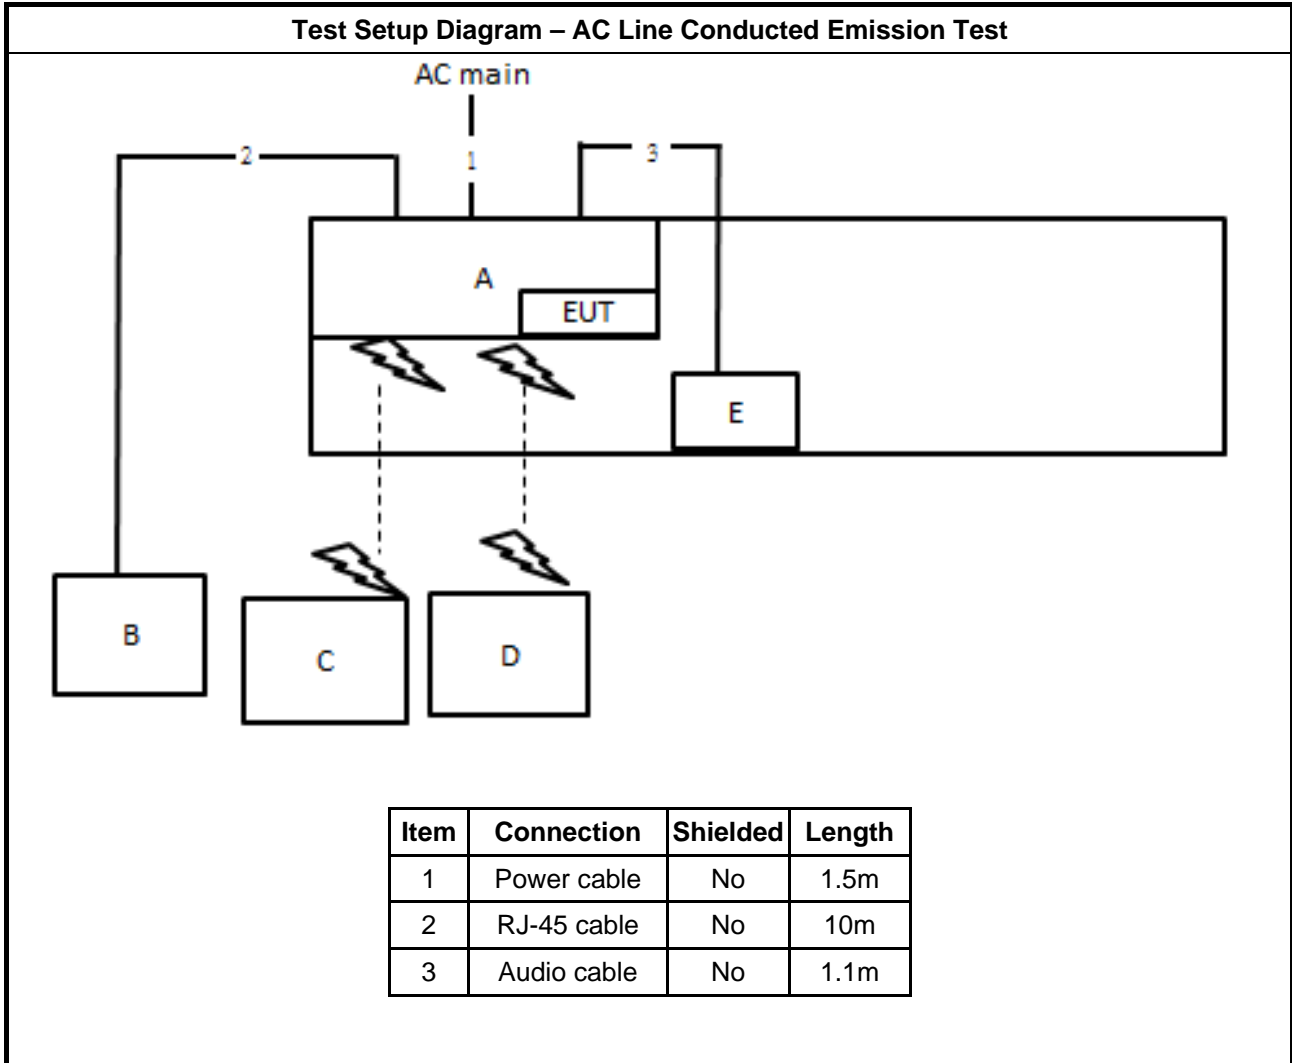 Test Setup Diagram – AC Line Conducted Emission Test
AC main
2
1
3
A
EUT
E
B
C
D
Item Connection Shielded Length
1 Power cable No 1.5m
2 RJ-45 cable No 10m
3 Audio cable No 1.1m